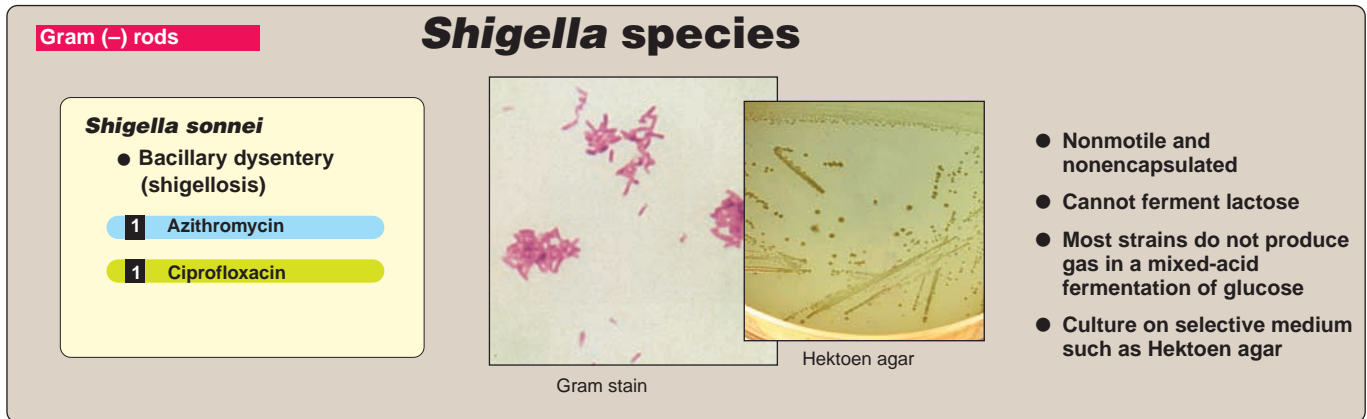 Gram (–) rods
Shigella species
Shigella sonnei
● Bacillary dysentery
(shigellosis)
1 Azithromycin
1 Ciprofloxacin
Gram stain
Hektoen agar
● Nonmotile and
nonencapsulated
● Cannot ferment lactose
● Most strains do not produce
gas in a mixed-acid
fermentation of glucose
● Culture on selective medium
such as Hektoen agar